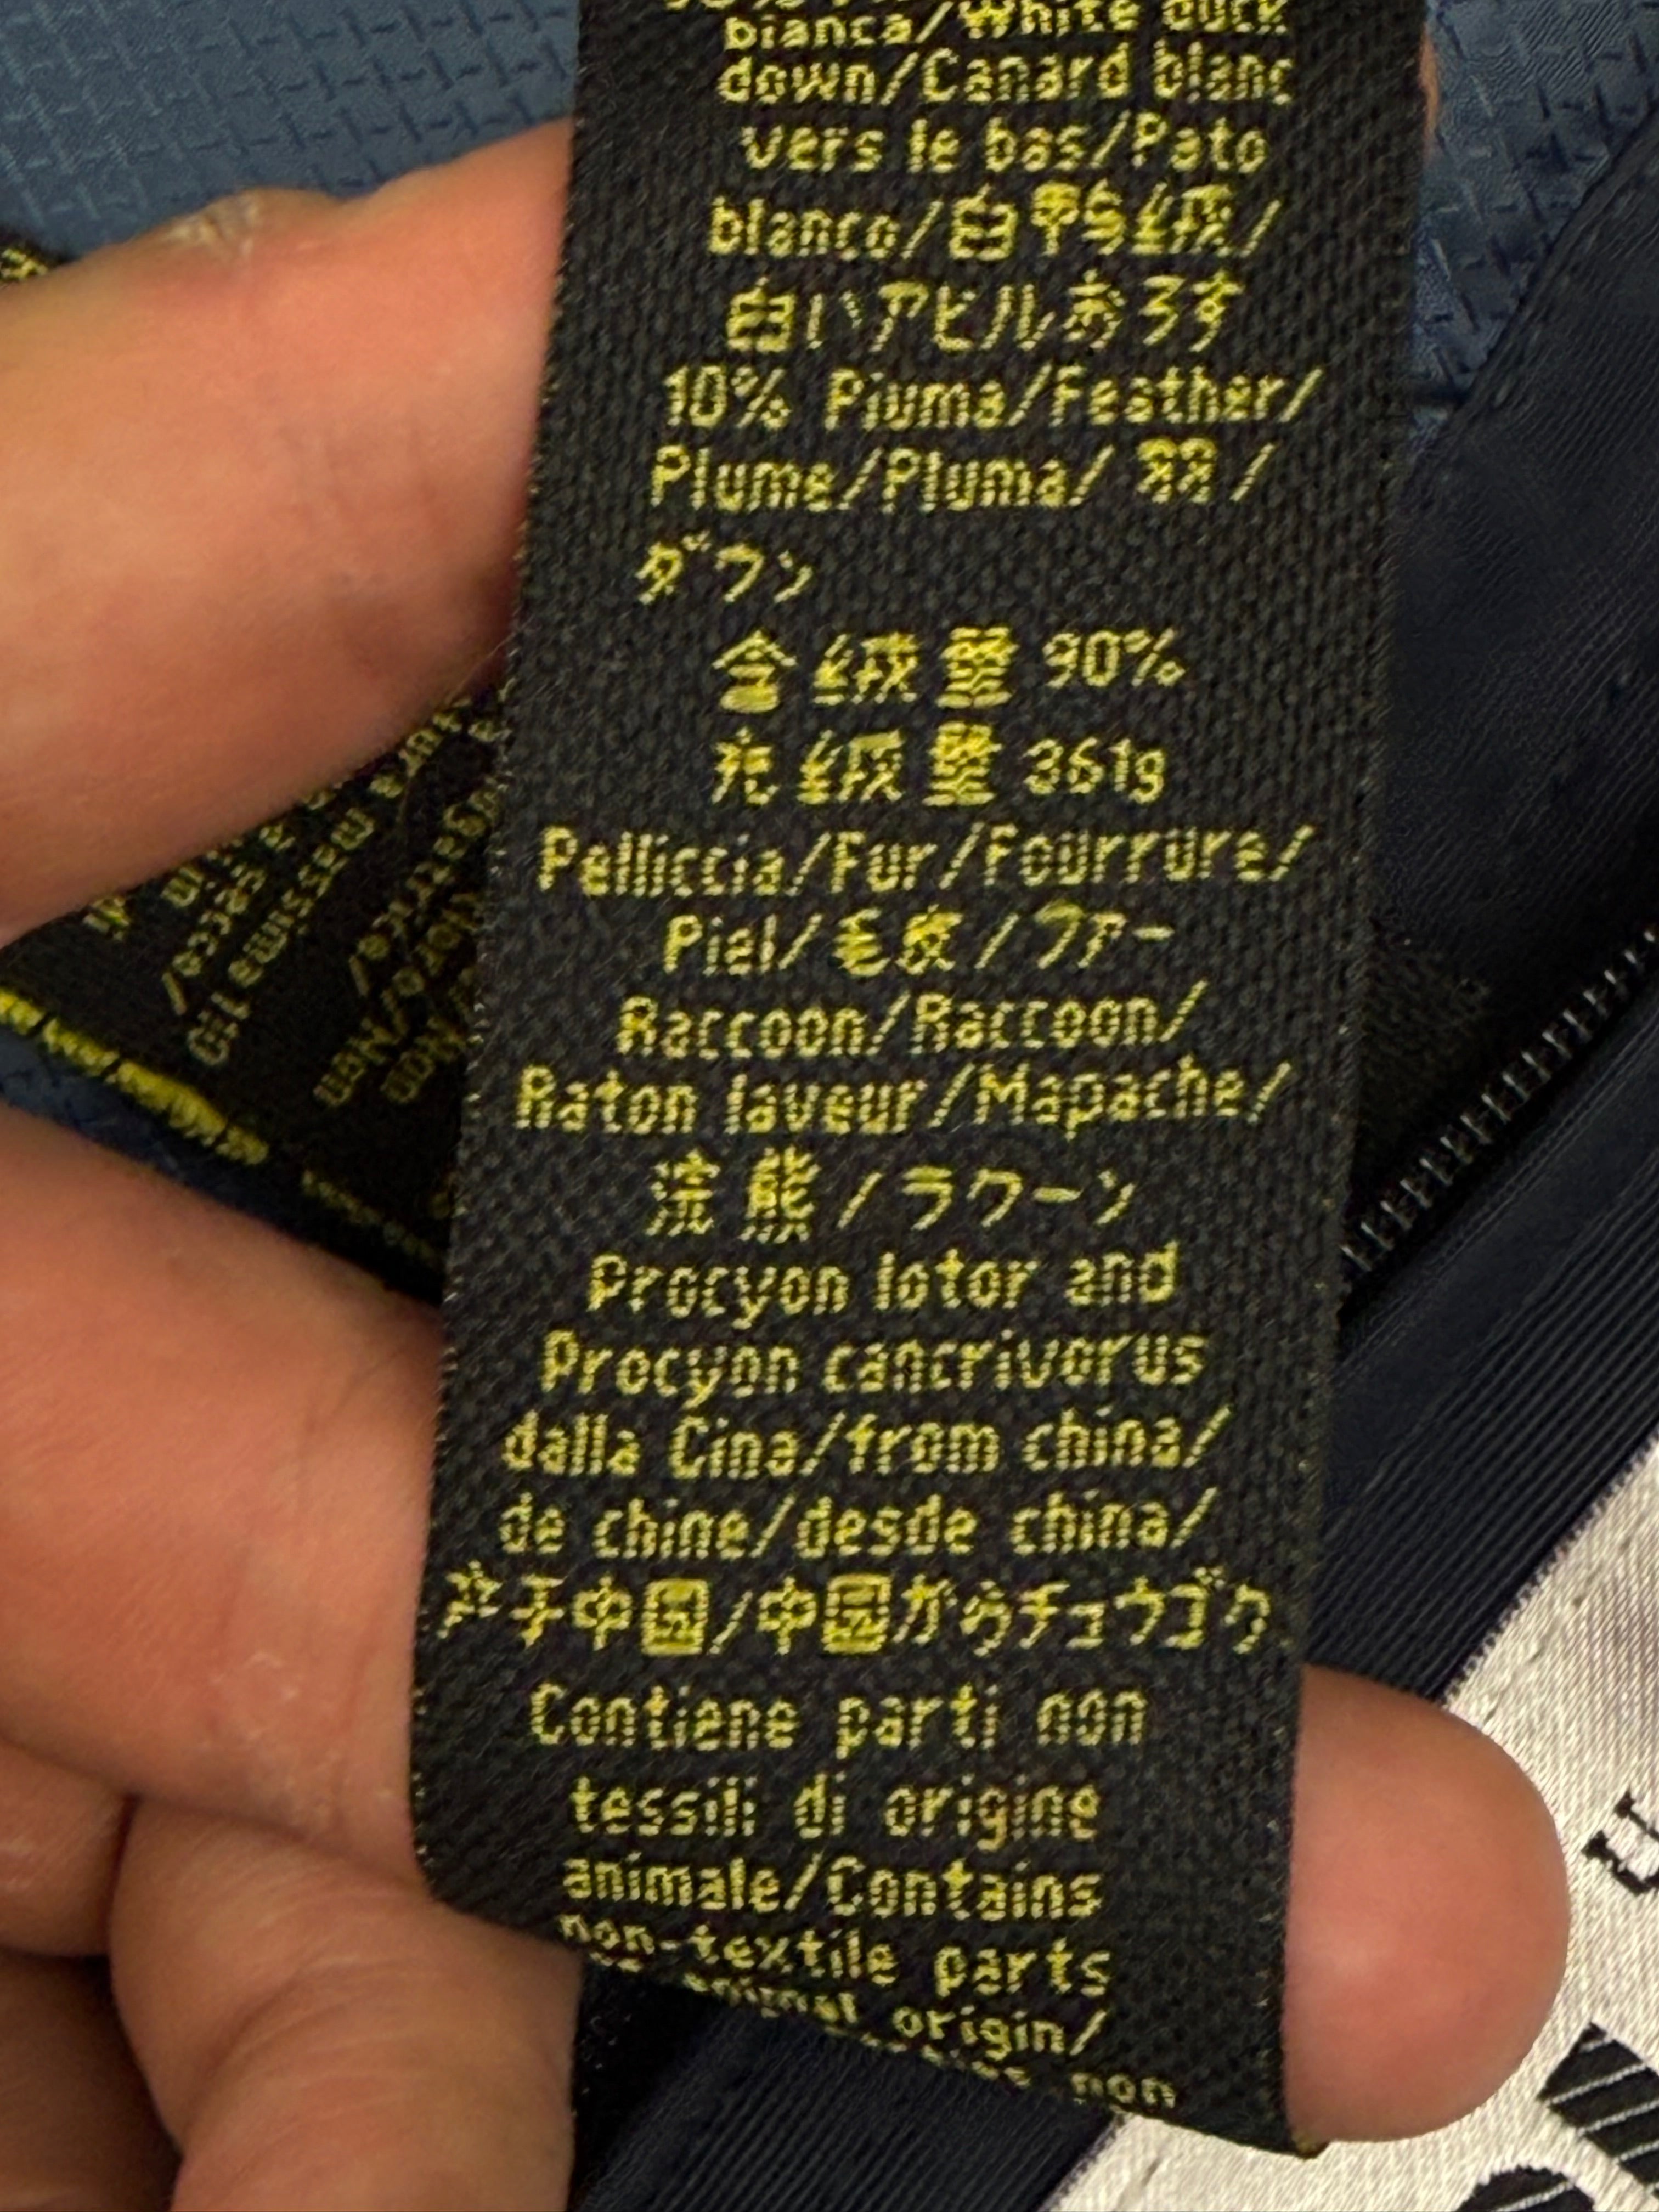 bianca/White duck
down/Canard blanc
vers le bas/Pato
blanco/白鸭绒/
白いアヒルおろす
10% Piuma/Feather/
Plume/Pluma/ 羽 /
ダウン
含绒量 90%
充绒量 361g
Pelliccia/Fur/Fourrure/
Piel/毛皮/ファー
Raccoon/Raccoon/
Raton laveur/Mapache/
浣熊/ラクーン
Procyon lotor and
Procyon cancrivorus
dalla Cina/from china/
de chine/desde china/
产于中国/中国からチュウゴク
Contiene parti non
tessili di origine
animale/Contains
non-textile parts
animal origin/
non
massima 150